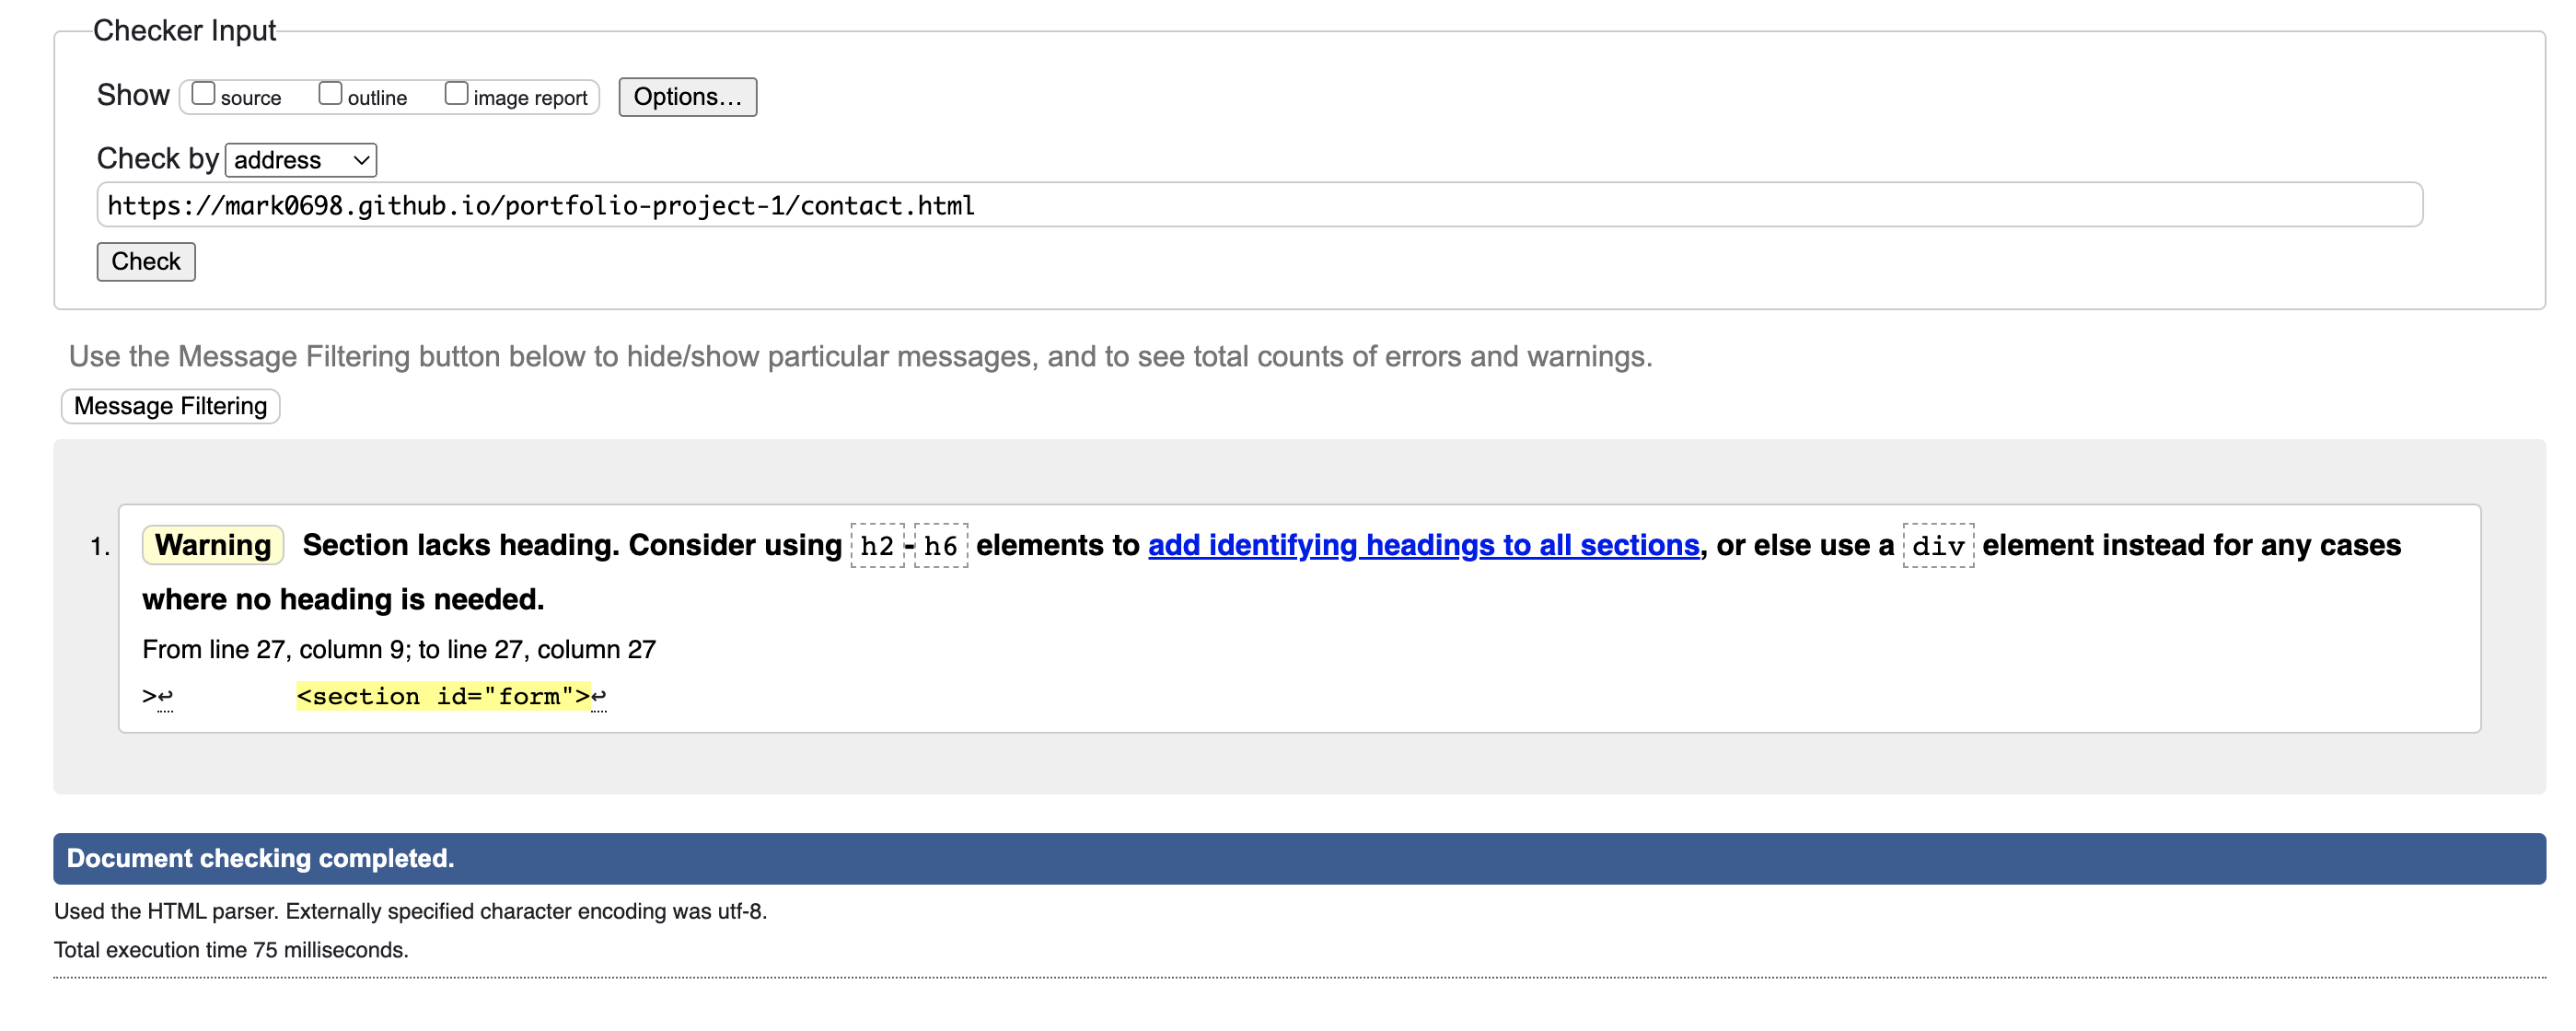 Checker Input
Show source outline image report Options...
Check by address
https://mark0698.github.io/portfolio-project-1/contact.html
Check
Use the Message Filtering button below to hide/show particular messages, and to see total counts of errors and warnings.
Message Filtering
1. Warning Section lacks heading. Consider using h2-h6 elements to add identifying headings to all sections, or else use a div element instead for any cases
where no heading is needed.
From line 27, column 9; to line 27, column 27
>↩ <section id="form">↩
Document checking completed.
Used the HTML parser. Externally specified character encoding was utf-8.
Total execution time 75 milliseconds.